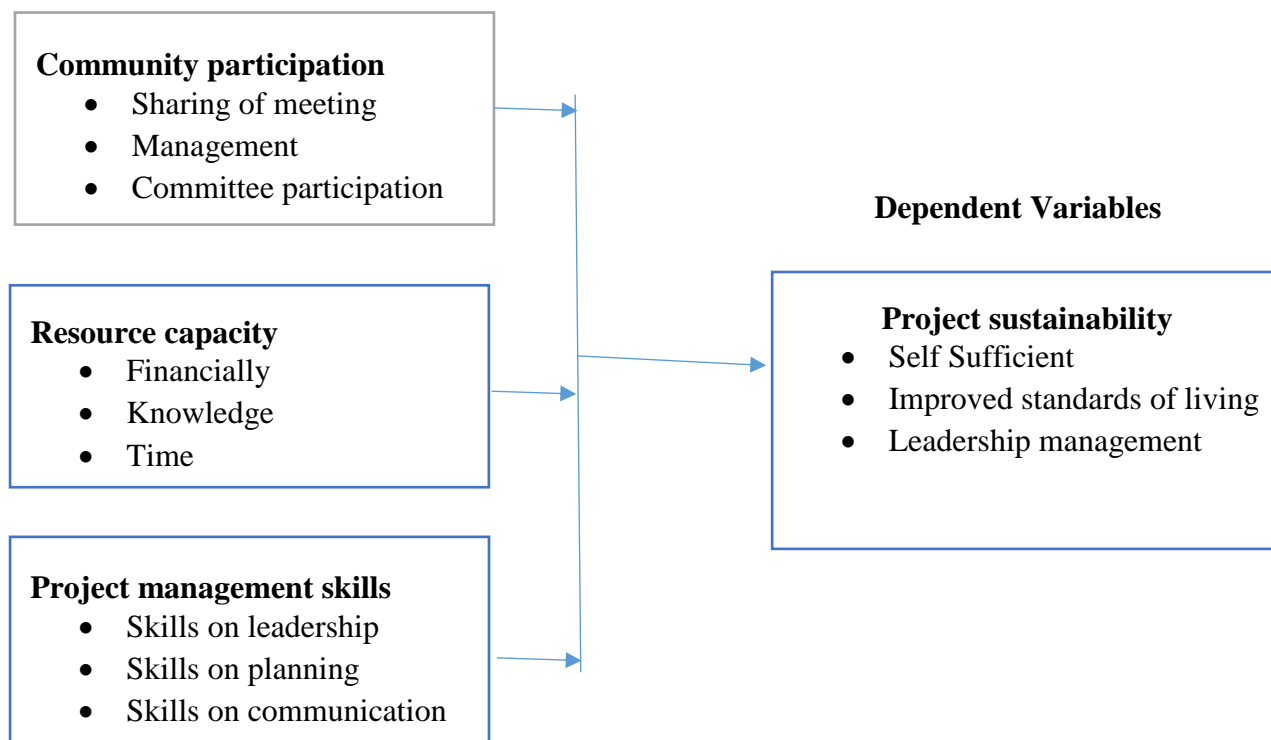 Community participation
• Sharing of meeting
• Management
• Committee participation
Dependent Variables
Resource capacity
• Financially
• Knowledge
• Time
Project sustainability
• Self Sufficient
• Improved standards of living
• Leadership management
Project management skills
• Skills on leadership
• Skills on planning
• Skills on communication